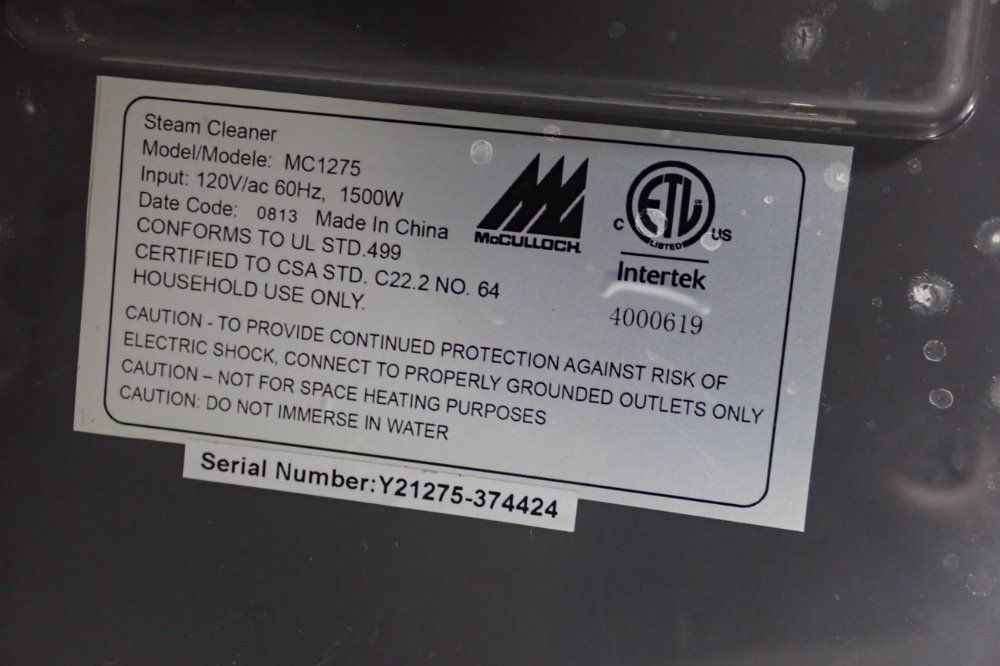 Steam Cleaner
Model/Modele: MC1275
Input: 120V/ac 60Hz, 1500W
Date Code: 0813 Made In China
CONFORMS TO UL STD.499
CERTIFIED TO CSA STD. C22.2 NO. 64
HOUSEHOLD USE ONLY.
McCULLOCH
ETL
C US
LISTED
Intertek
4000619
CAUTION - TO PROVIDE CONTINUED PROTECTION AGAINST RISK OF
ELECTRIC SHOCK, CONNECT TO PROPERLY GROUNDED OUTLETS ONLY
CAUTION – NOT FOR SPACE HEATING PURPOSES
CAUTION: DO NOT IMMERSE IN WATER
Serial Number:Y21275-374424